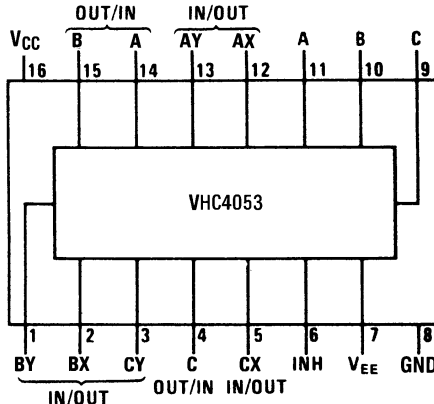 OUT/IN IN/OUT
VCC B A AY AX A B C
16 15 14 13 12 11 10 9
VHC4053
1 2 3 4 5 6 7 8
BY BX CY C CX INH VEE GND
OUT/IN IN/OUT
IN/OUT